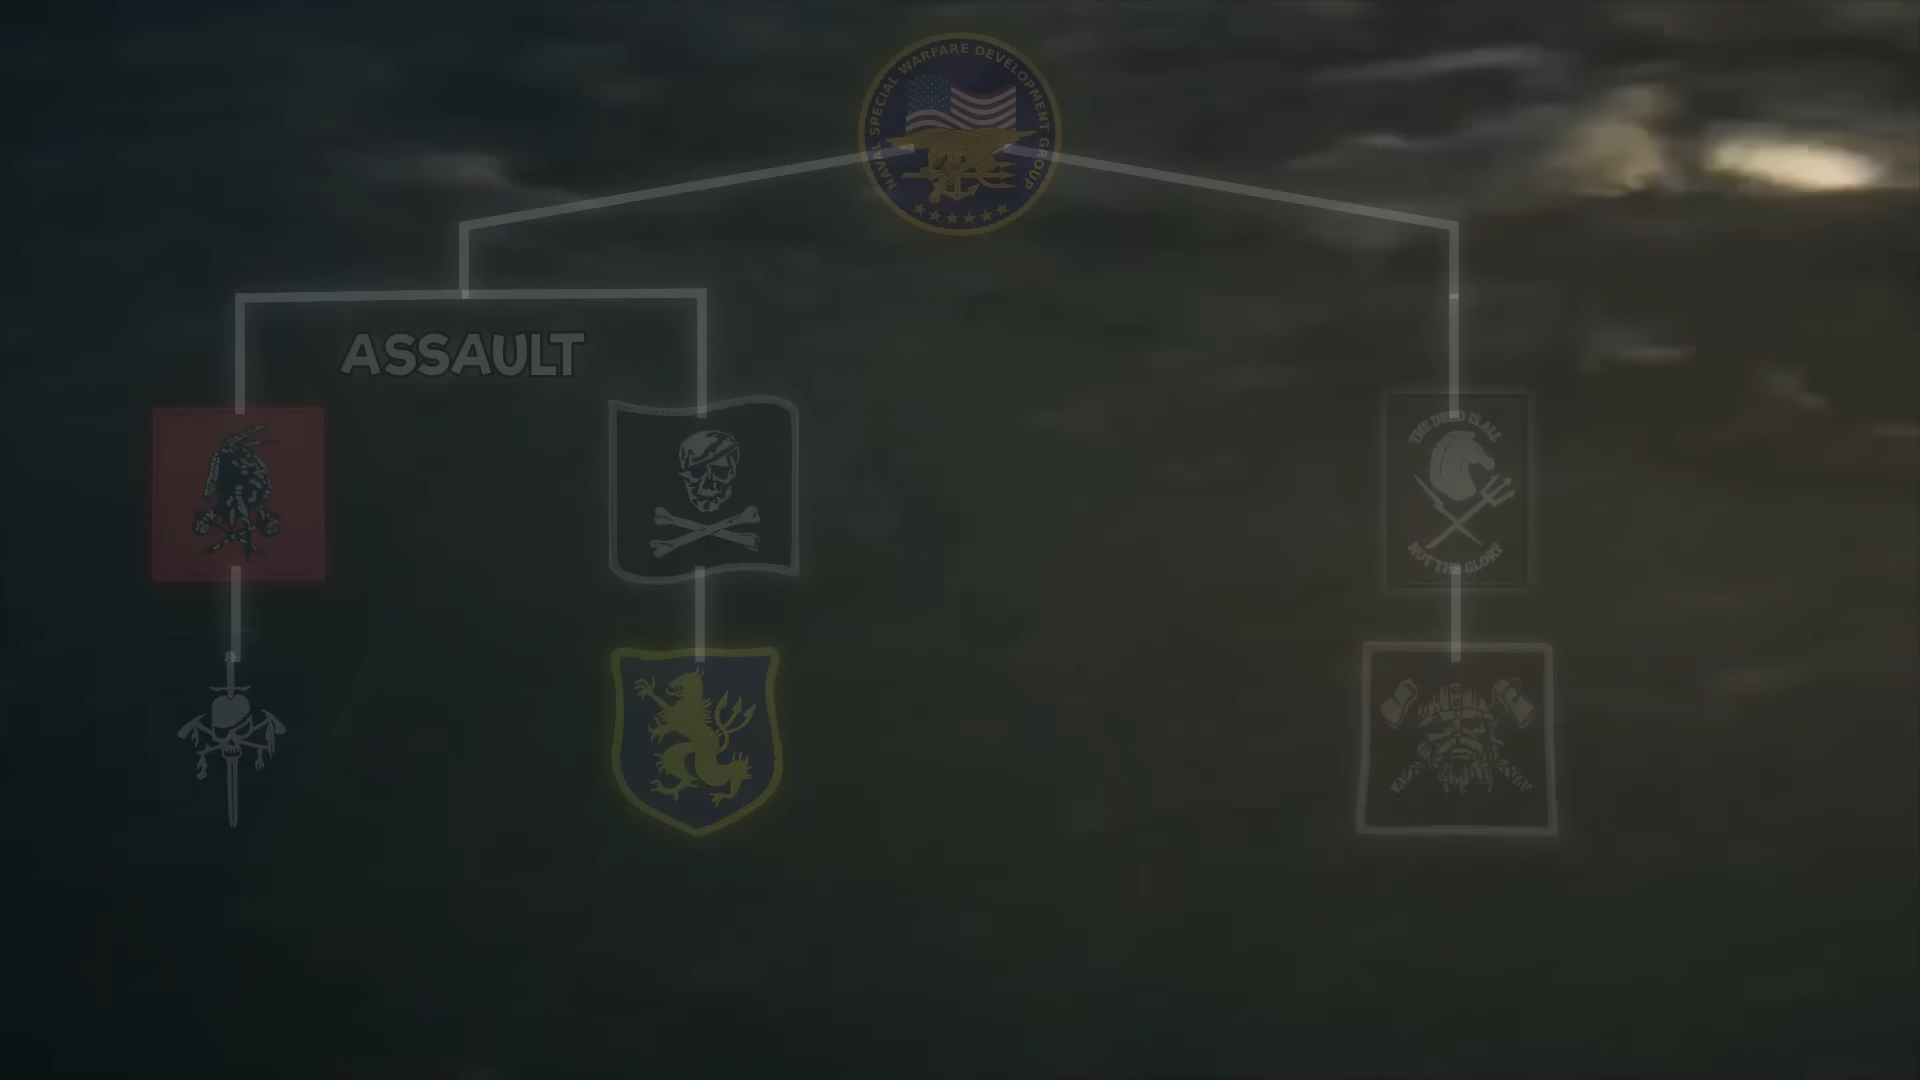 NAVAL SPECIAL WARFARE DEVELOPMENT GROUP
ASSAULT
THE DEED IS ALL
NOT THE GLORY